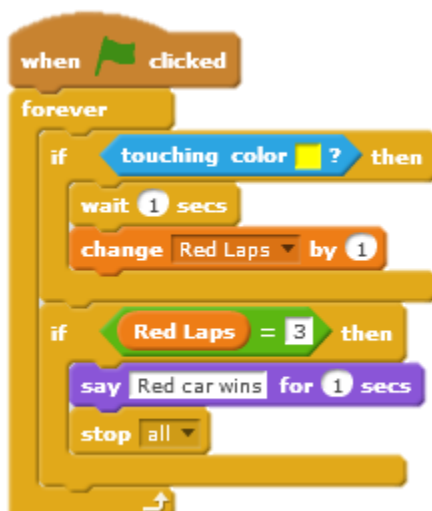 when clicked
forever
if touching color ? then
wait 1 secs
change Red Laps by 1
if Red Laps = 3 then
say Red car wins for 1 secs
stop all